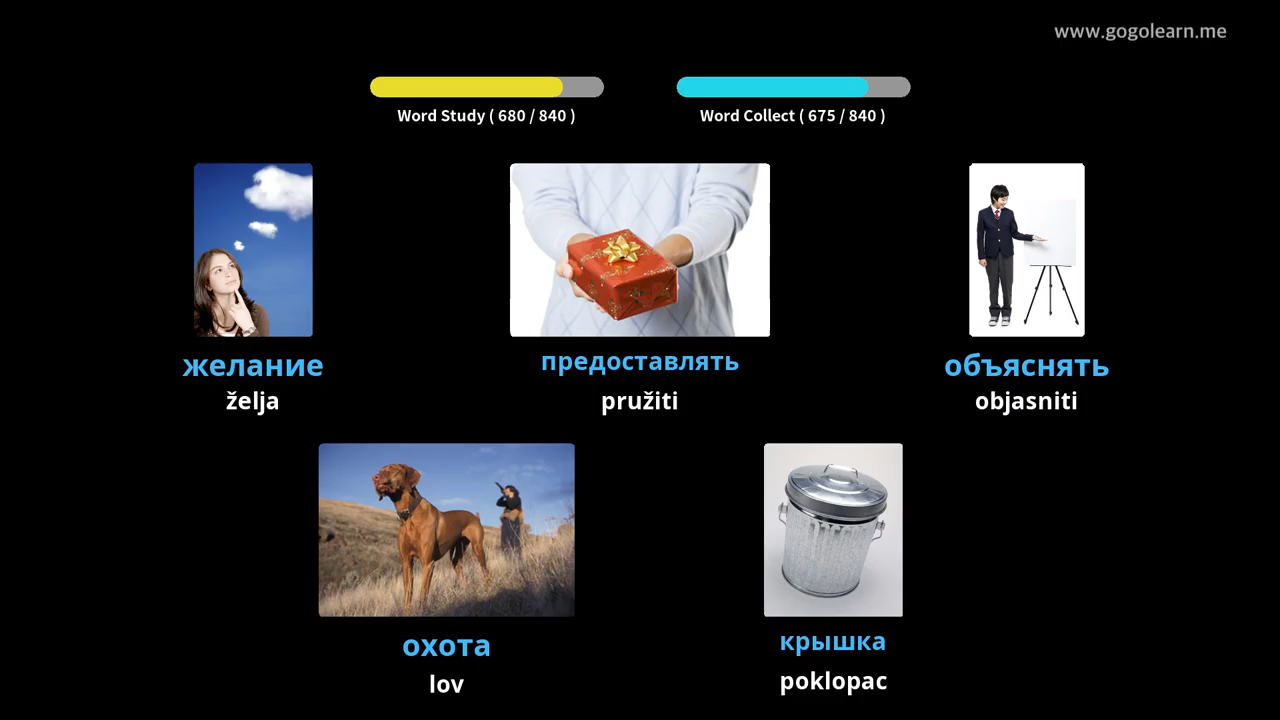 www.gogolearn.me
Word Study ( 680 / 840 )
Word Collect ( 675 / 840 )
желание
želja
предоставлять
pružiti
объяснять
objasniti
охота
lov
крышка
poklopac